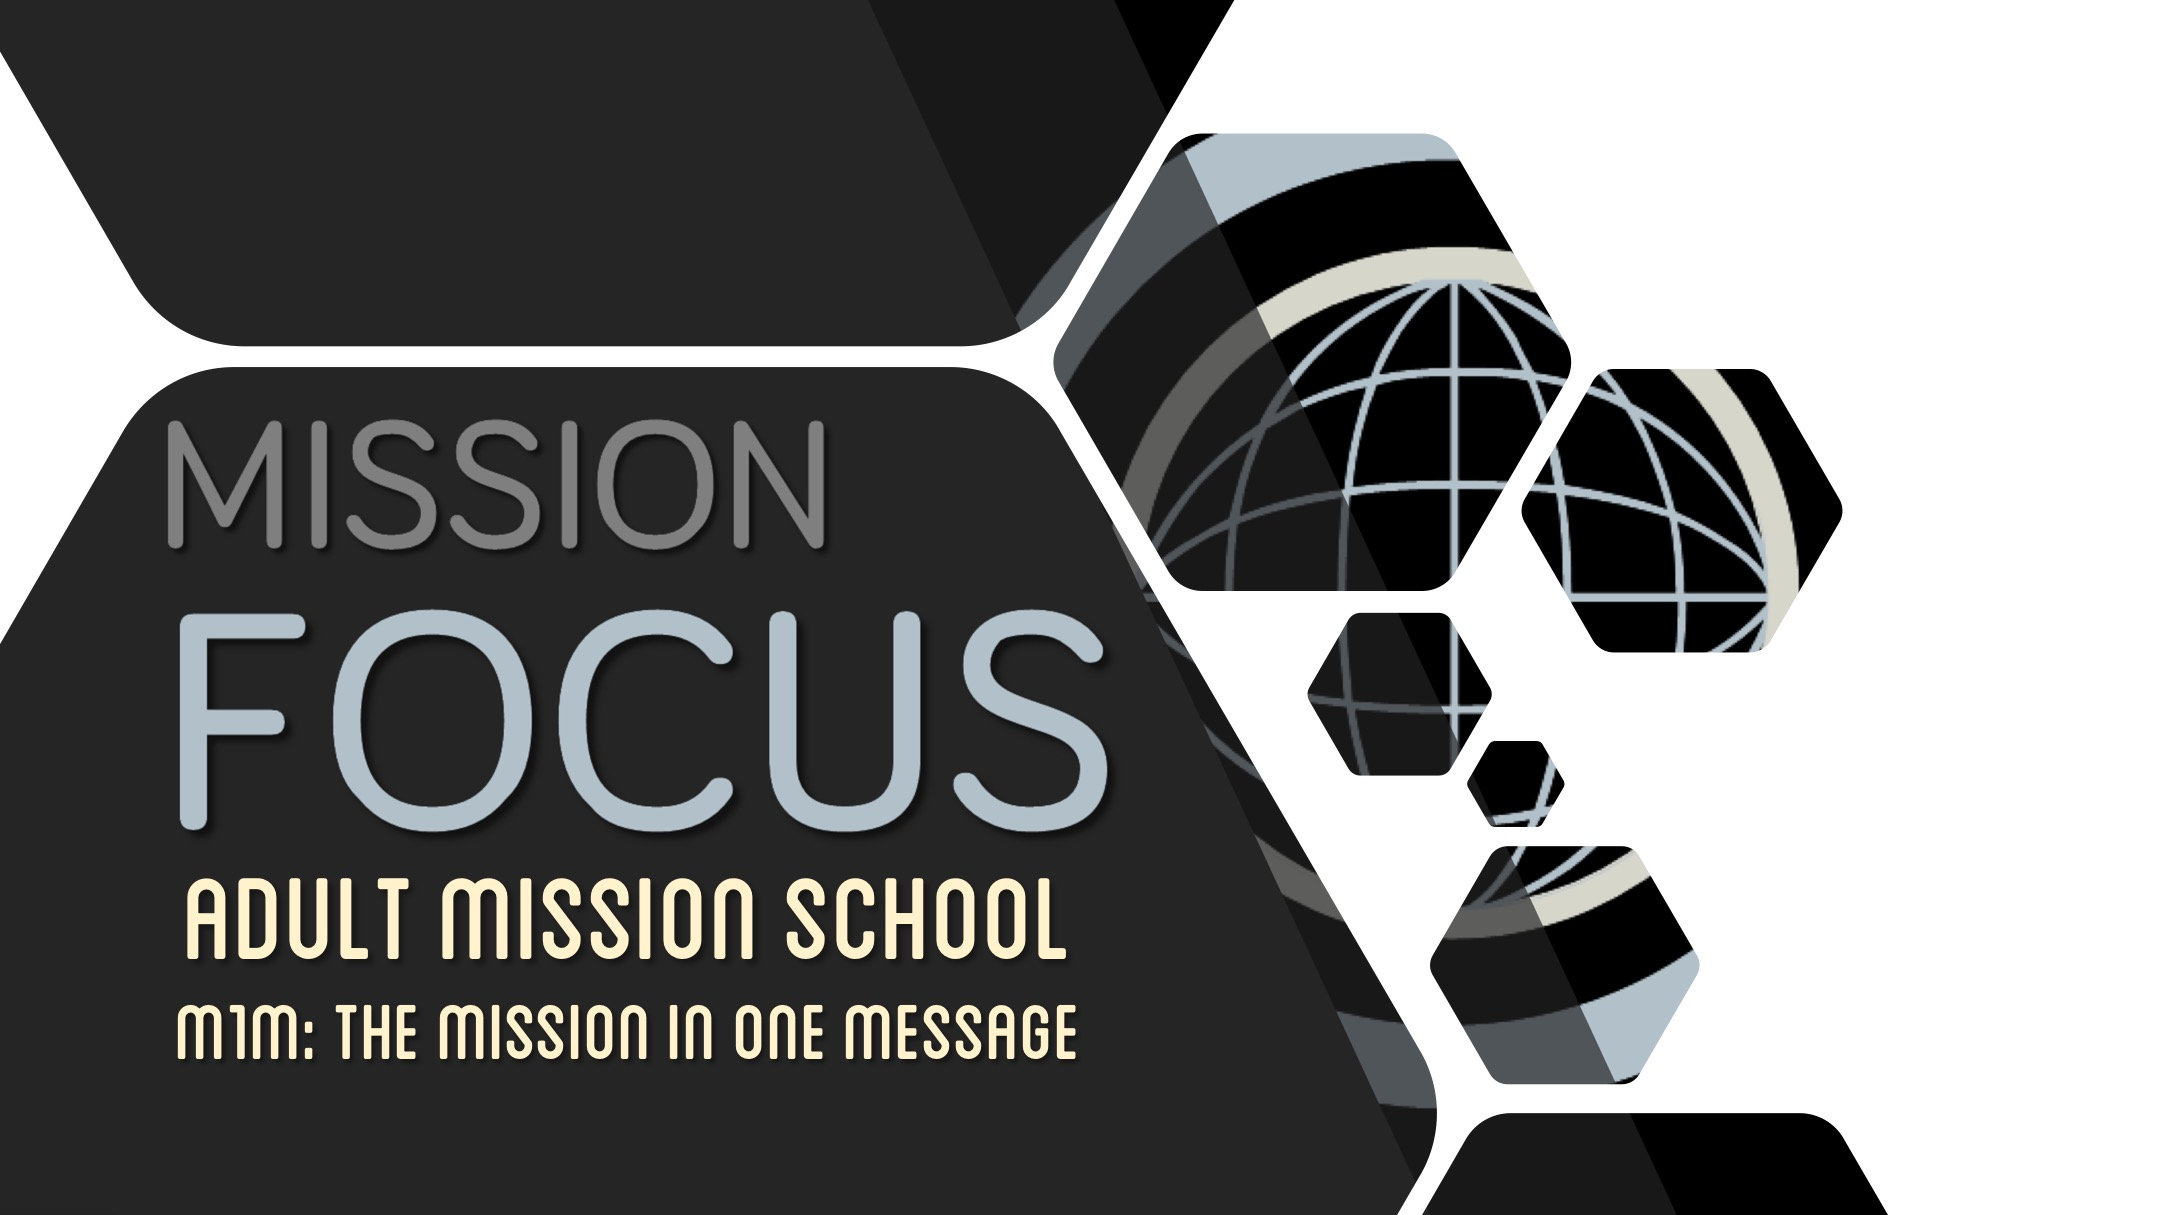 MISSION
FOCUS
ADULT MISSION SCHOOL
M1M: THE MISSION IN ONE MESSAGE